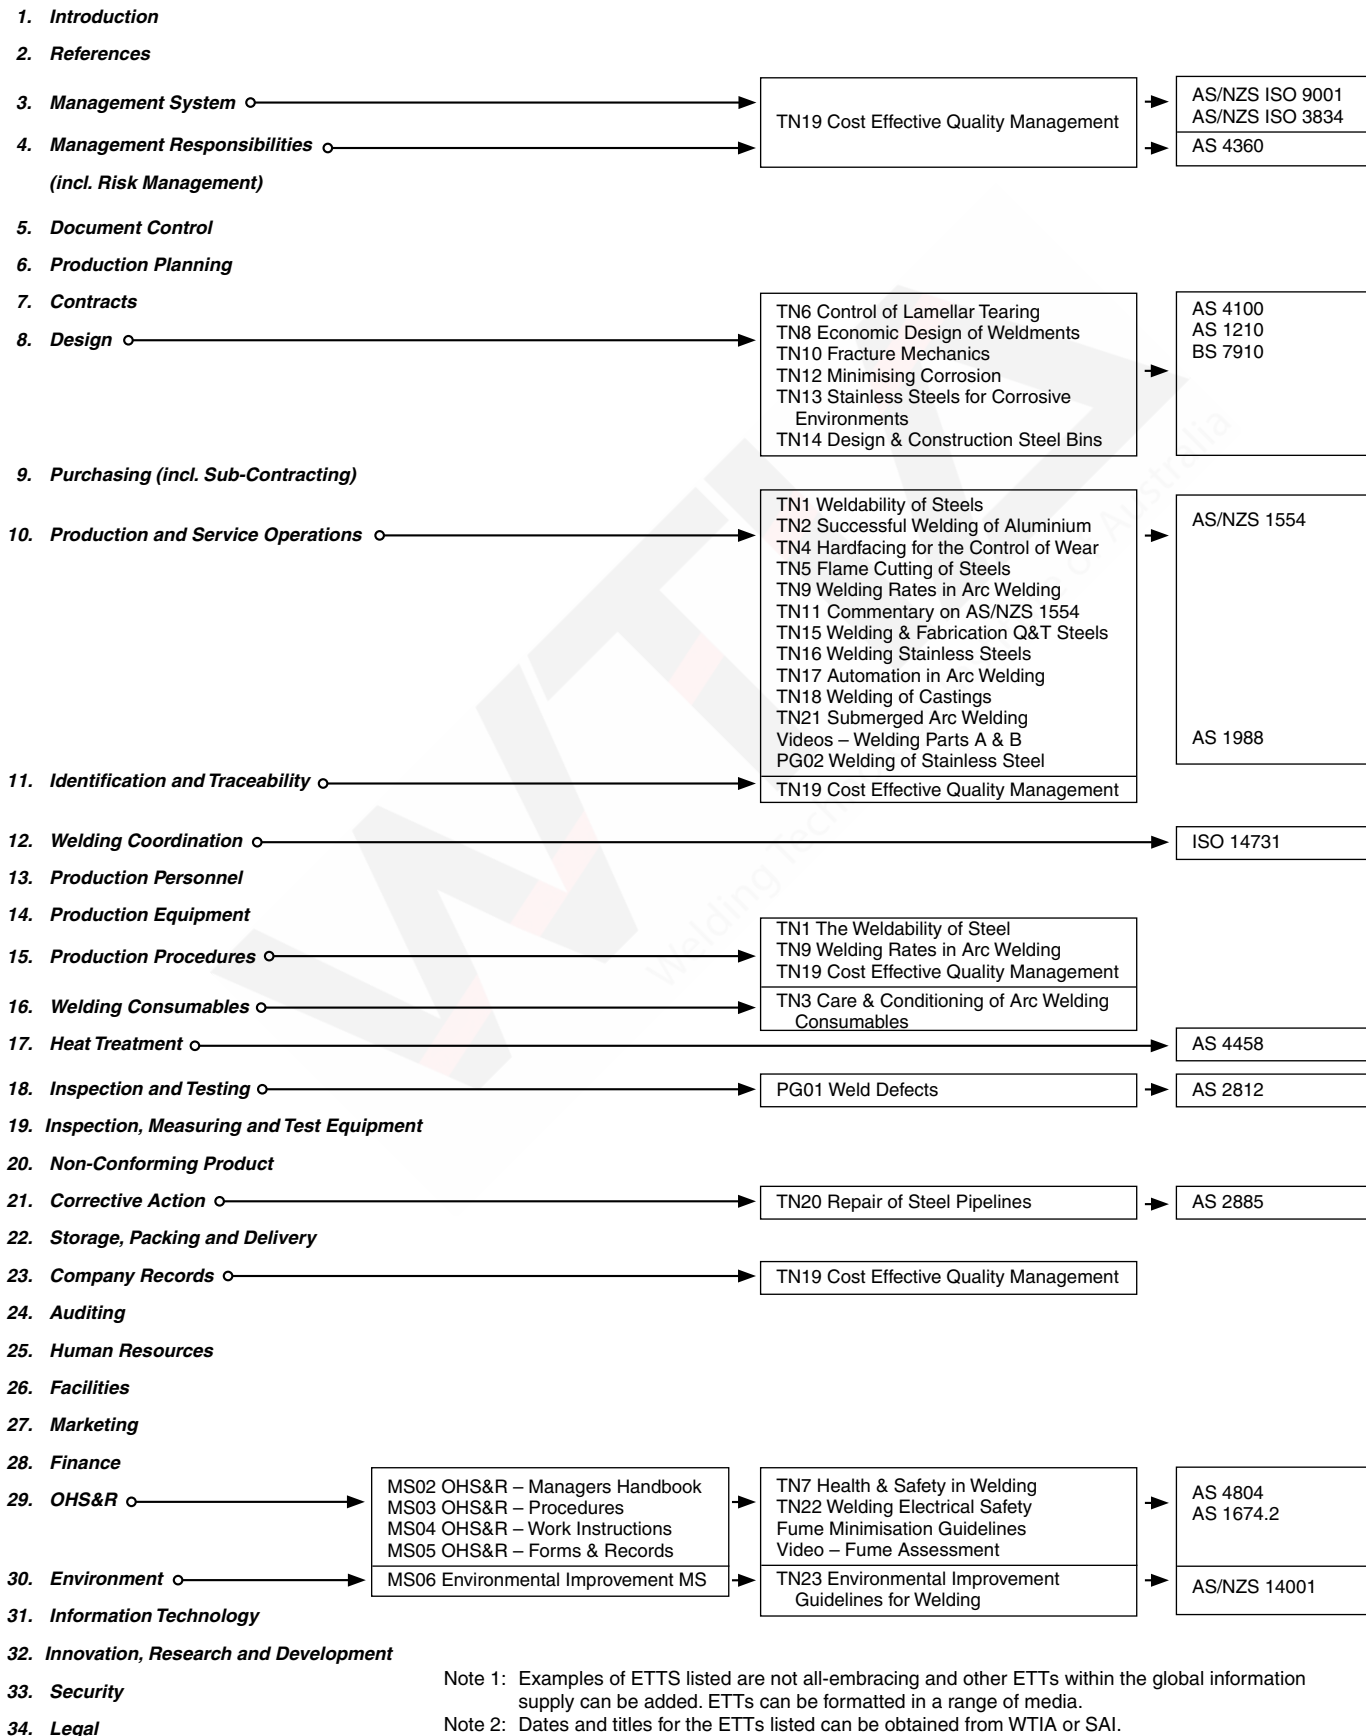 1. Introduction
2. References
3. Management System
TN19 Cost Effective Quality Management
AS/NZS ISO 9001
AS/NZS ISO 3834
4. Management Responsibilities
(incl. Risk Management)
AS 4360
5. Document Control
6. Production Planning
7. Contracts
8. Design
TN6 Control of Lamellar Tearing
TN8 Economic Design of Weldments
TN10 Fracture Mechanics
TN12 Minimising Corrosion
TN13 Stainless Steels for Corrosive
Environments
TN14 Design & Construction Steel Bins
AS 4100
AS 1210
BS 7910
9. Purchasing (incl. Sub-Contracting)
10. Production and Service Operations
TN1 Weldability of Steels
TN2 Successful Welding of Aluminium
TN4 Hardfacing for the Control of Wear
TN5 Flame Cutting of Steels
TN9 Welding Rates in Arc Welding
TN11 Commentary on AS/NZS 1554
TN15 Welding & Fabrication Q&T Steels
TN16 Welding Stainless Steels
TN17 Automation in Arc Welding
TN18 Welding of Castings
TN21 Submerged Arc Welding
Videos – Welding Parts A & B
PG02 Welding of Stainless Steel
AS/NZS 1554
AS 1988
11. Identification and Traceability
TN19 Cost Effective Quality Management
12. Welding Coordination
ISO 14731
13. Production Personnel
14. Production Equipment
15. Production Procedures
TN1 The Weldability of Steel
TN9 Welding Rates in Arc Welding
TN19 Cost Effective Quality Management
16. Welding Consumables
TN3 Care & Conditioning of Arc Welding
Consumables
17. Heat Treatment
AS 4458
18. Inspection and Testing
PG01 Weld Defects
AS 2812
19. Inspection, Measuring and Test Equipment
20. Non-Conforming Product
21. Corrective Action
TN20 Repair of Steel Pipelines
AS 2885
22. Storage, Packing and Delivery
23. Company Records
TN19 Cost Effective Quality Management
24. Auditing
25. Human Resources
26. Facilities
27. Marketing
28. Finance
29. OHS&R
MS02 OHS&R – Managers Handbook
MS03 OHS&R – Procedures
MS04 OHS&R – Work Instructions
MS05 OHS&R – Forms & Records
TN7 Health & Safety in Welding
TN22 Welding Electrical Safety
Fume Minimisation Guidelines
Video – Fume Assessment
AS 4804
AS 1674.2
30. Environment
MS06 Environmental Improvement MS
TN23 Environmental Improvement
Guidelines for Welding
AS/NZS 14001
31. Information Technology
32. Innovation, Research and Development
33. Security
34. Legal
Note 1: Examples of ETTS listed are not all-embracing and other ETTs within the global information
supply can be added. ETTs can be formatted in a range of media.
Note 2: Dates and titles for the ETTs listed can be obtained from WTIA or SAI.
WTIA